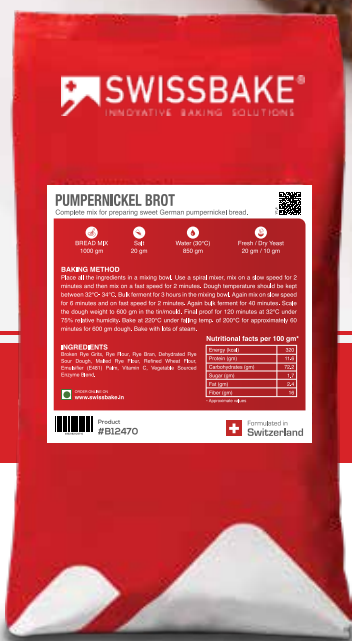 SWISSBAKE®
INNOVATIVE BAKING SOLUTIONS
PUMPERNICKEL BROT
Complete mix for preparing sweet German pumpernickel bread.
BREAD MIX
1000 gm
Salt
20 gm
Water (30°C)
850 gm
Fresh / Dry Yeast
20 gm / 10 gm
BAKING METHOD
Place all the ingredients in a mixing bowl. Use a spiral mixer, mix on a slow speed for 2
minutes and then mix on a fast speed for 2 minutes. Dough temperature should be kept
between 32°C- 34°C. Bulk ferment for 3 hours in the mixing bowl. Again mix on slow speed
for 6 minutes and on fast speed for 2 minutes. Again bulk ferment for 40 minutes. Scale
the dough weight to 600 gm in the tin/mould. Final proof for 120 minutes at 32°C under
75% relative humidity. Bake at 220°C under falling temp. of 200°C for approximately 60
minutes for 600 gm dough. Bake with lots of steam.
INGREDIENTS
Broken Rye Grits, Rye Flour, Rye Bran, Dehydrated Rye
Sour Dough, Malted Rye Flour, Refined Wheat Flour,
Emulsifier (E481) Palm, Vitamin C, Vegetable Sourced
Enzyme Blend.
Nutritional facts per 100 gm*
Energy (kcal) 320
Protein (gm) 11.6
Carbohydrates (gm) 72.2
Sugar (gm) 1.7
Fat (gm) 2.4
Fiber (gm) 16
*Approximate values
ORDER ONLINE ON
www.swissbake.in
Product
#B12470
Formulated in
Switzerland